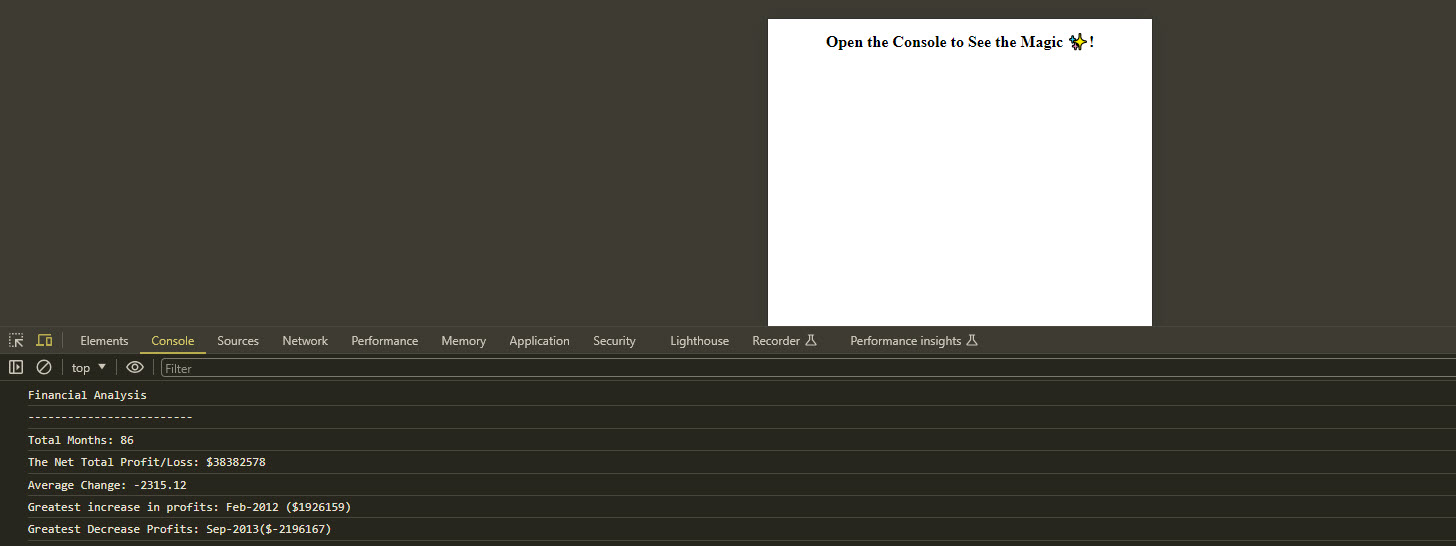 Open the Console to See the Magic ✨!
Elements Console Sources Network Performance Memory Application Security Lighthouse Recorder Performance insights
top Filter
Financial Analysis
-------------------------
Total Months: 86
The Net Total Profit/Loss: $38382578
Average Change: -2315.12
Greatest increase in profits: Feb-2012 ($1926159)
Greatest Decrease Profits: Sep-2013($-2196167)